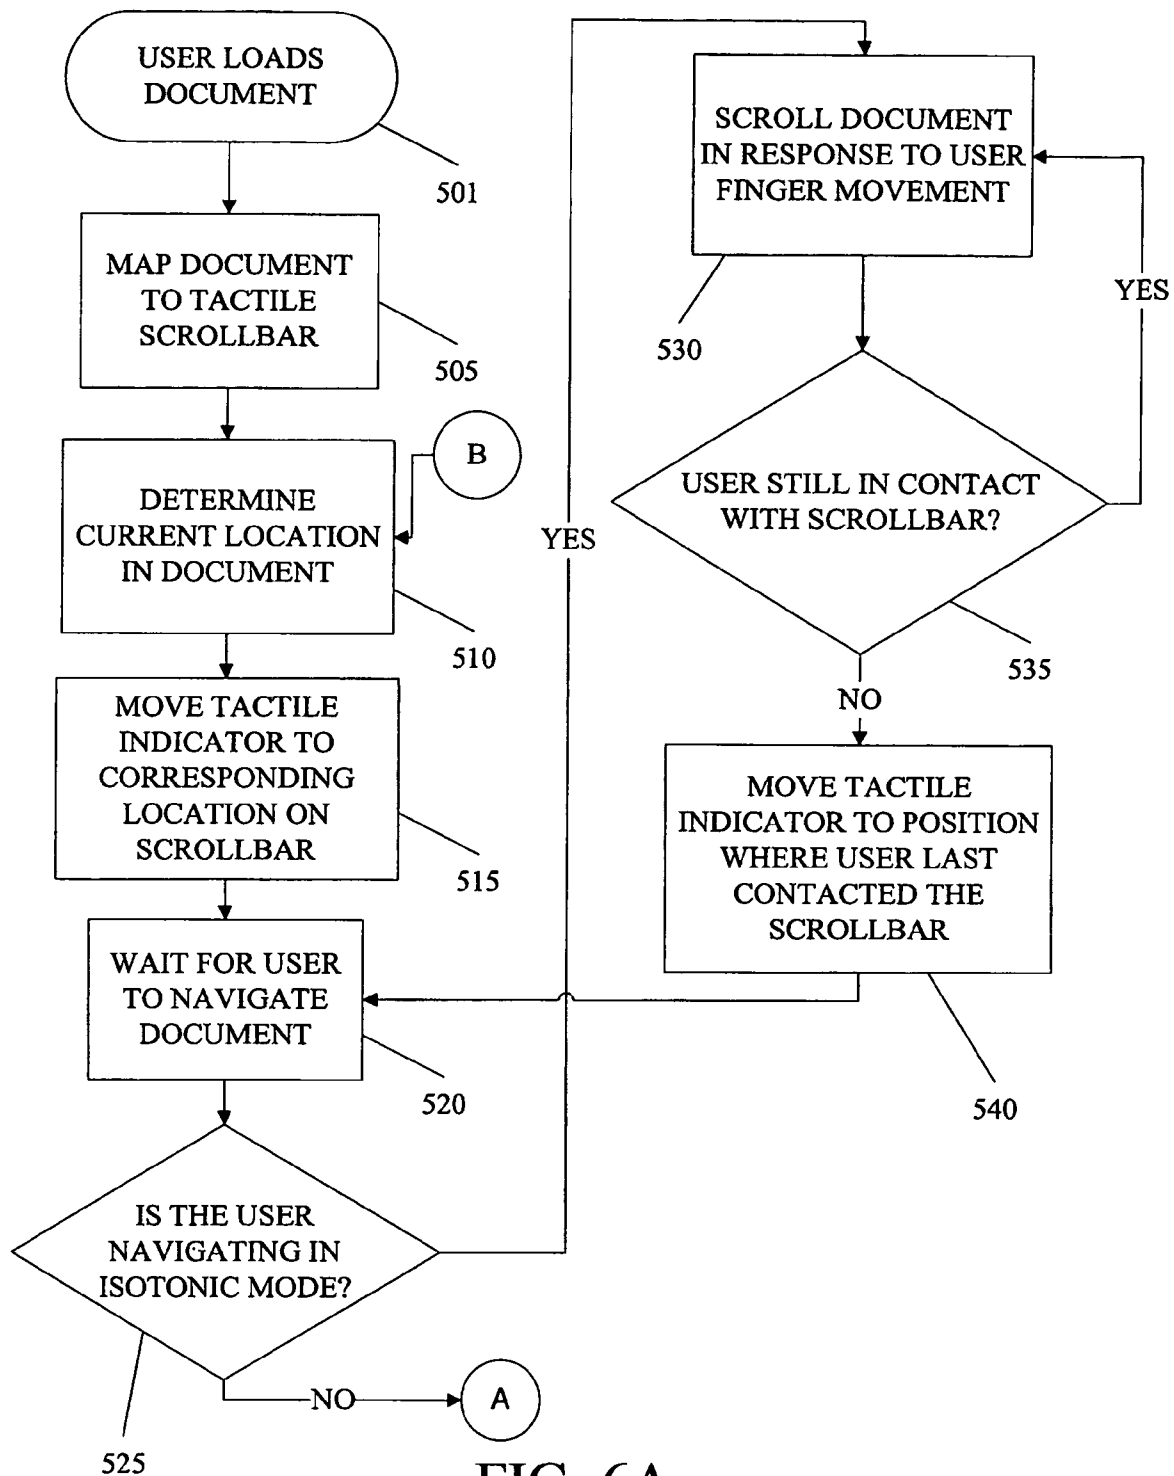 USER LOADS
DOCUMENT
501
MAP DOCUMENT
TO TACTILE
SCROLLBAR
505
B
DETERMINE
CURRENT LOCATION
IN DOCUMENT
510
MOVE TACTILE
INDICATOR TO
CORRESPONDING
LOCATION ON
SCROLLBAR
515
WAIT FOR USER
TO NAVIGATE
DOCUMENT
520
IS THE USER
NAVIGATING IN
ISOTONIC MODE?
525
NO
A
YES
SCROLL DOCUMENT
IN RESPONSE TO USER
FINGER MOVEMENT
530
YES
USER STILL IN CONTACT
WITH SCROLLBAR?
535
NO
MOVE TACTILE
INDICATOR TO POSITION
WHERE USER LAST
CONTACTED THE
SCROLLBAR
540
FIG. 6A